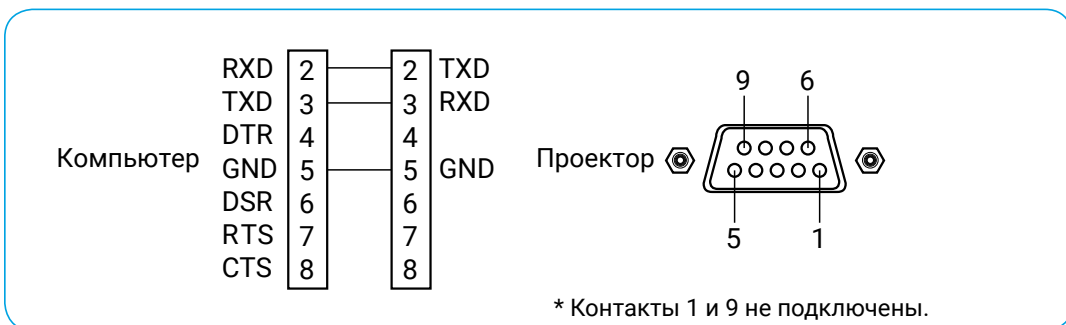 RXD 2 2 TXD
TXD 3 3 RXD
DTR 4 4
Компьютер GND 5 5 GND
DSR 6 6
RTS 7 7
CTS 8 8
9 6
Проектор
5 1
* Контакты 1 и 9 не подключены.